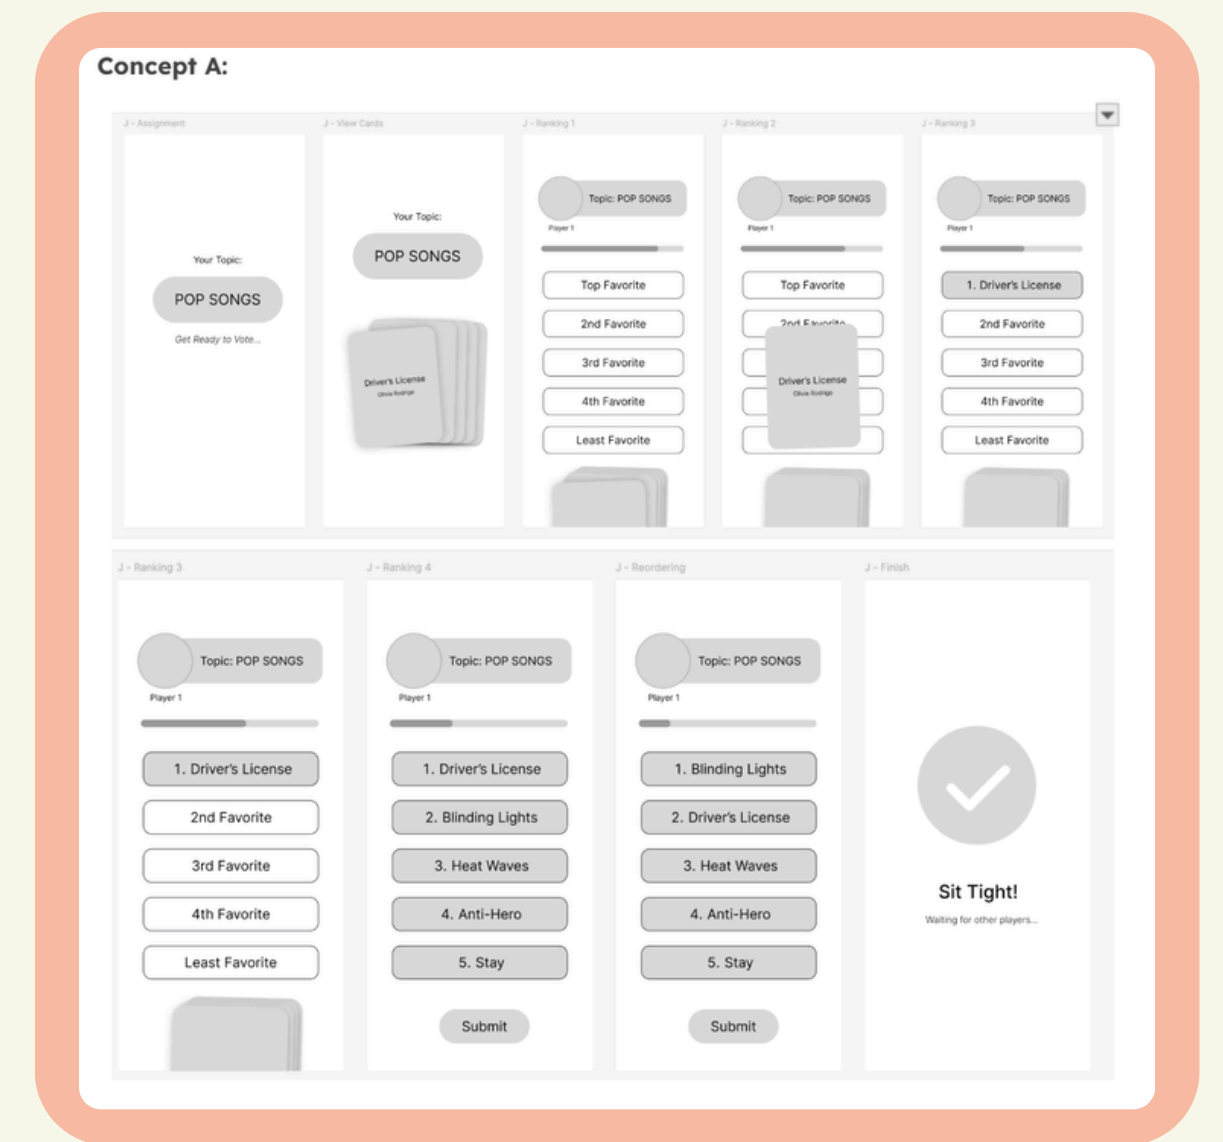 Concept A:
J - Assignment
Your Topic:
POP SONGS
Get Ready to Vote...
J - View Cards
Your Topic:
POP SONGS
Driver's License
Olivia Rodrigo
J - Ranking 1
Topic: POP SONGS
Player 1
Top Favorite
2nd Favorite
3rd Favorite
4th Favorite
Least Favorite
J - Ranking 2
Topic: POP SONGS
Player 1
Top Favorite
2nd Favorite
Driver's License
Olivia Rodrigo
J - Ranking 3
Topic: POP SONGS
Player 1
1. Driver's License
2nd Favorite
3rd Favorite
4th Favorite
Least Favorite
J - Ranking 3
Topic: POP SONGS
Player 1
1. Driver's License
2nd Favorite
3rd Favorite
4th Favorite
Least Favorite
J - Ranking 4
Topic: POP SONGS
Player 1
1. Driver's License
2. Blinding Lights
3. Heat Waves
4. Anti-Hero
5. Stay
Submit
J - Reordering
Topic: POP SONGS
Player 1
1. Blinding Lights
2. Driver's License
3. Heat Waves
4. Anti-Hero
5. Stay
Submit
J - Finish
Sit Tight!
Waiting for other players...